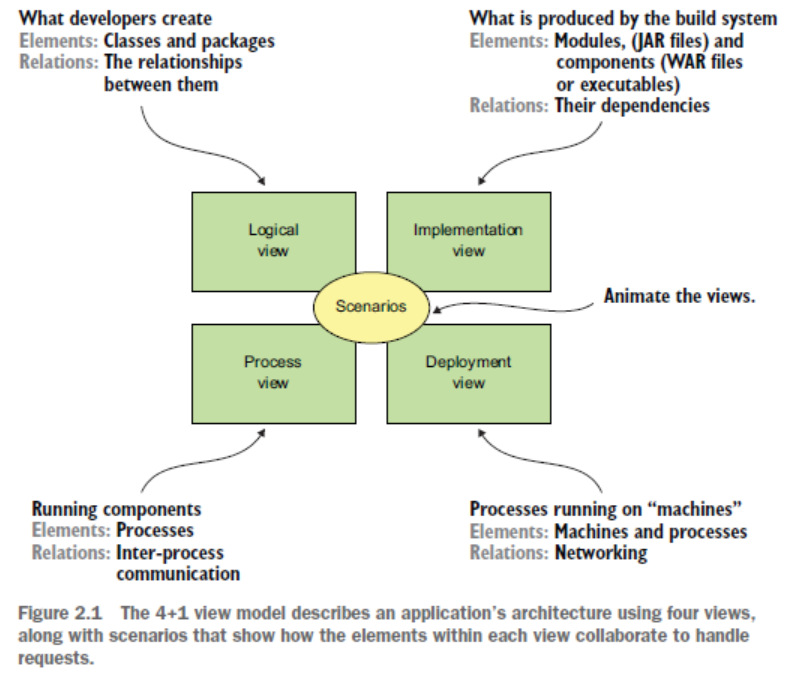 What developers create
Elements: Classes and packages
Relations: The relationships
between them
What is produced by the build system
Elements: Modules, (JAR files) and
components (WAR files
or executables)
Relations: Their dependencies
Logical
view
Implementation
view
Scenarios
Animate the views.
Process
view
Deployment
view
Running components
Elements: Processes
Relations: Inter-process
communication
Processes running on “machines”
Elements: Machines and processes
Relations: Networking
Figure 2.1 The 4+1 view model describes an application’s architecture using four views,
along with scenarios that show how the elements within each view collaborate to handle
requests.